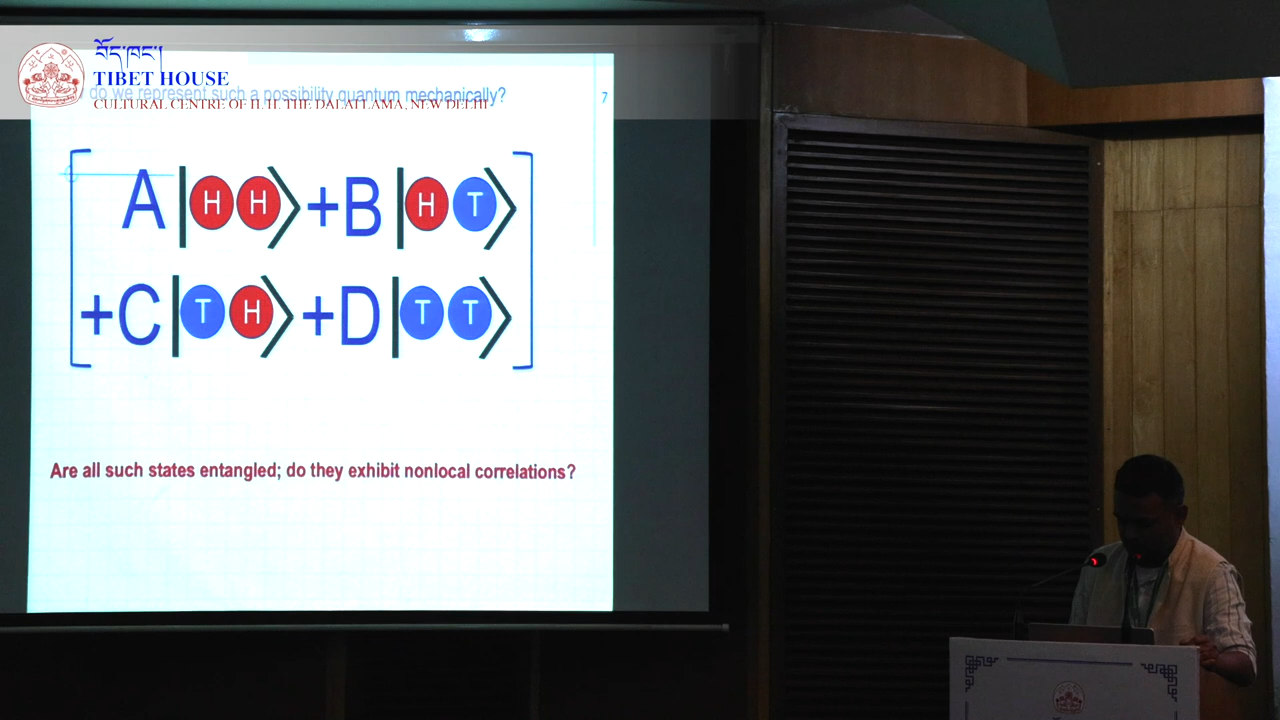 བོད་ཁང་།
TIBET HOUSE
CULTURAL CENTRE OF H.H. THE DALAI LAMA, NEW DELHI
do we represent such a possibility quantum mechanically?
7
A|H H⟩+B|H T⟩
+C|T H⟩+D|T T⟩
Are all such states entangled; do they exhibit nonlocal correlations?